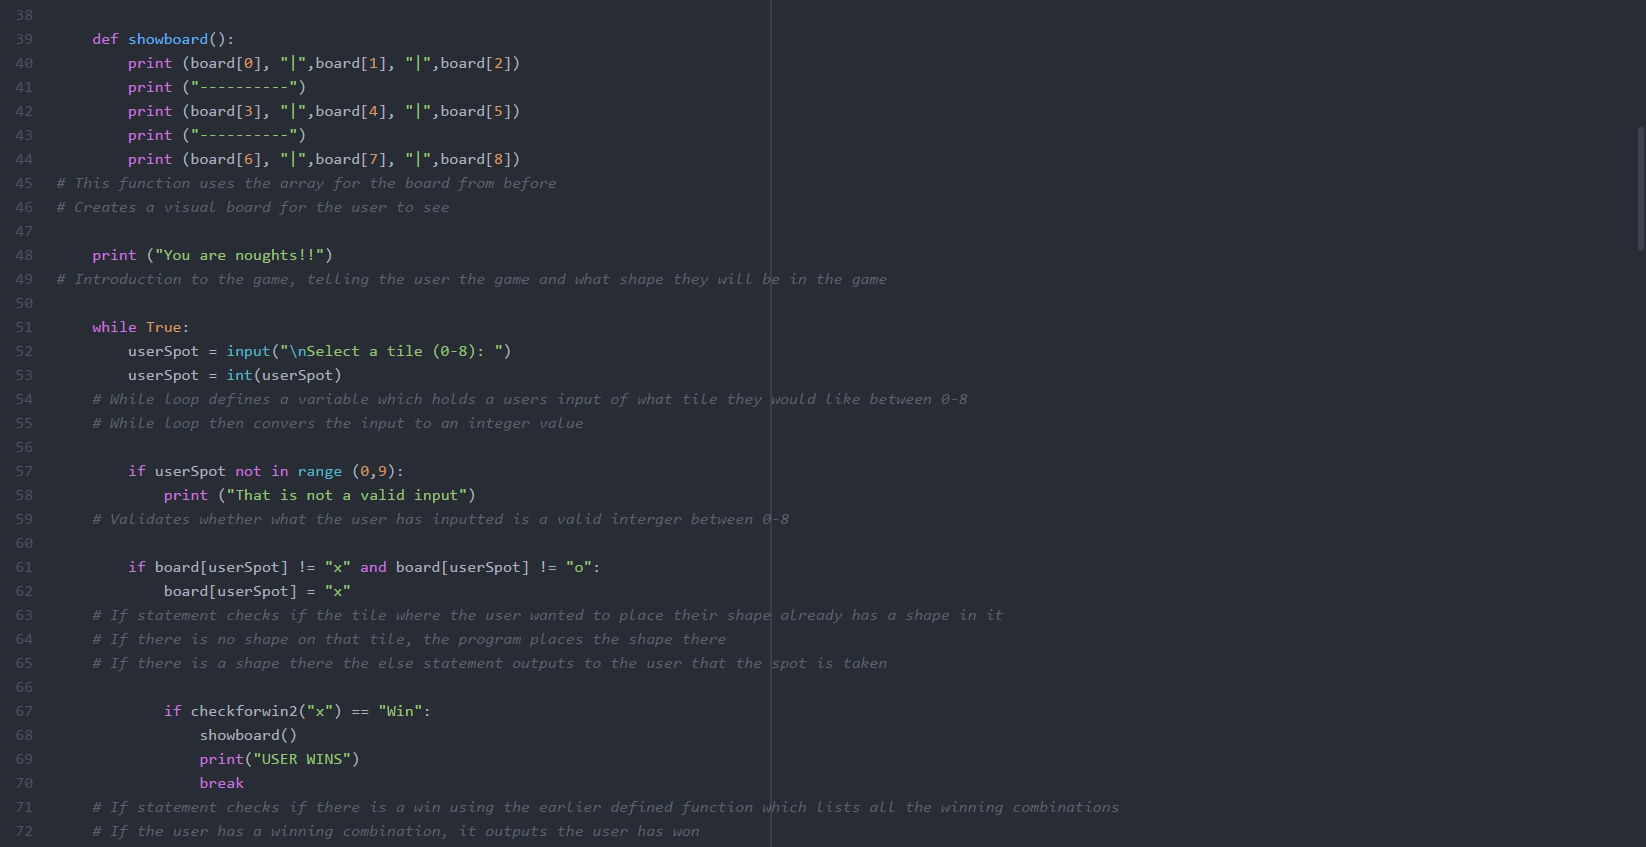 38
39     def showboard():
40         print (board[0], "|",board[1], "|",board[2])
41         print ("----------")
42         print (board[3], "|",board[4], "|",board[5])
43         print ("----------")
44         print (board[6], "|",board[7], "|",board[8])
45 # This function uses the array for the board from before
46 # Creates a visual board for the user to see
47
48     print ("You are noughts!!")
49 # Introduction to the game, telling the user the game and what shape they will be in the game
50
51     while True:
52         userSpot = input("\nSelect a tile (0-8): ")
53         userSpot = int(userSpot)
54     # While loop defines a variable which holds a users input of what tile they would like between 0-8
55     # While loop then convers the input to an integer value
56
57         if userSpot not in range (0,9):
58             print ("That is not a valid input")
59     # Validates whether what the user has inputted is a valid interger between 0-8
60
61         if board[userSpot] != "x" and board[userSpot] != "o":
62             board[userSpot] = "x"
63     # If statement checks if the tile where the user wanted to place their shape already has a shape in it
64     # If there is no shape on that tile, the program places the shape there
65     # If there is a shape there the else statement outputs to the user that the spot is taken
66
67             if checkforwin2("x") == "Win":
68                 showboard()
69                 print("USER WINS")
70                 break
71     # If statement checks if there is a win using the earlier defined function which lists all the winning combinations
72     # If the user has a winning combination, it outputs the user has won